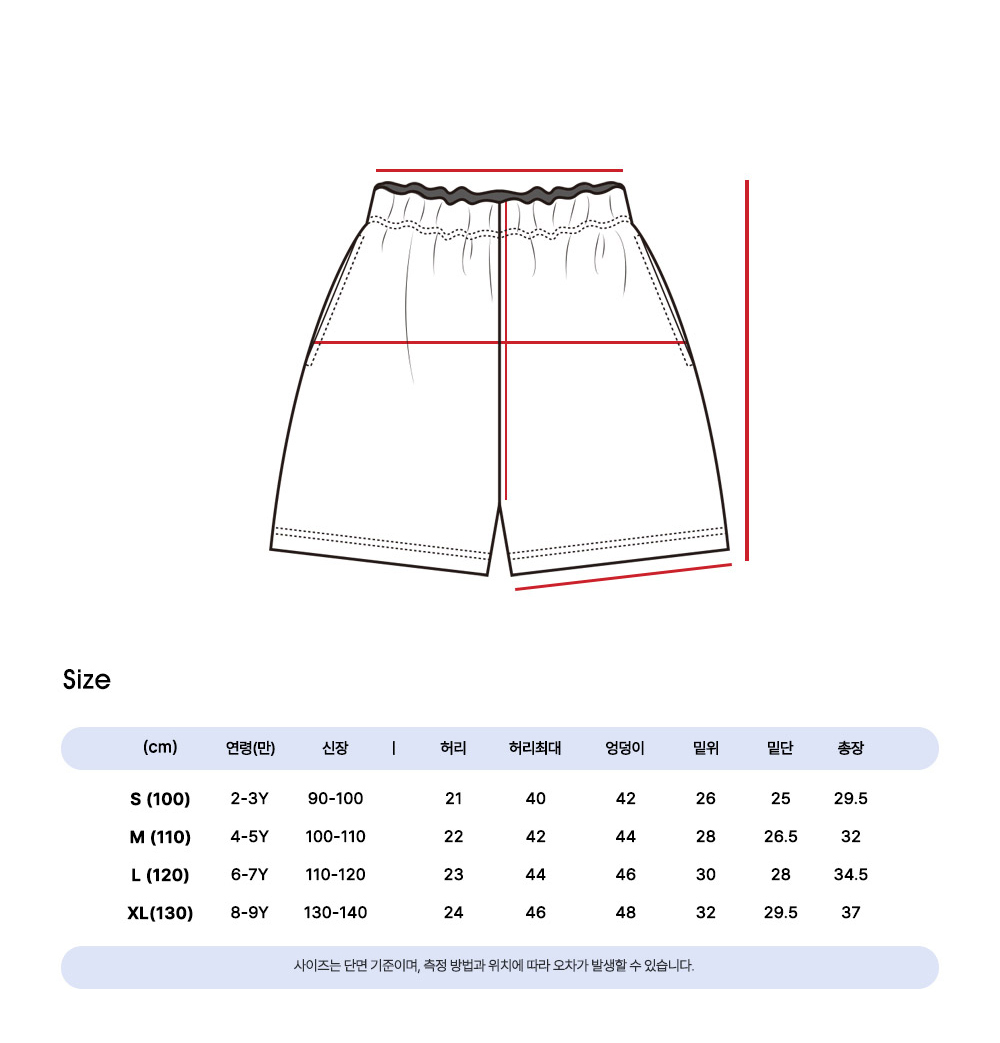 Size
(cm) 연령(만) 신장 | 허리 허리최대 엉덩이 밑위 밑단 총장
S (100) 2-3Y 90-100 21 40 42 26 25 29.5
M (110) 4-5Y 100-110 22 42 44 28 26.5 32
L (120) 6-7Y 110-120 23 44 46 30 28 34.5
XL(130) 8-9Y 130-140 24 46 48 32 29.5 37
사이즈는 단면 기준이며, 측정 방법과 위치에 따라 오차가 발생할 수 있습니다.